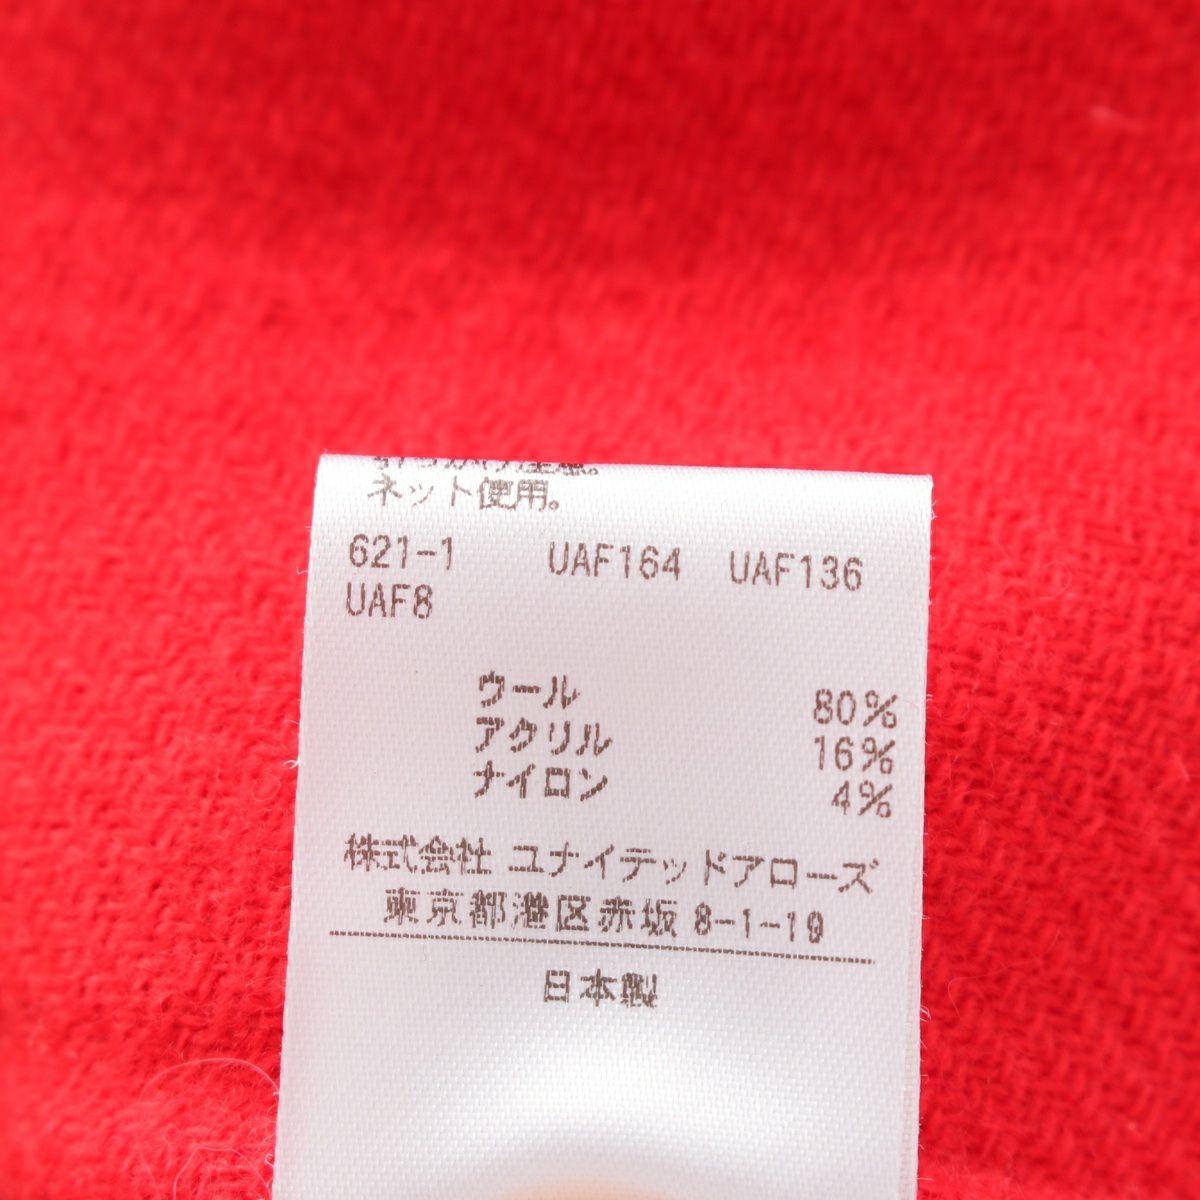 ネット使用。
621-1 UAF164 UAF136
UAF8
ウール 80%
アクリル 16%
ナイロン 4%
株式会社 ユナイテッドアローズ
東京都港区赤坂 8-1-19
日本製